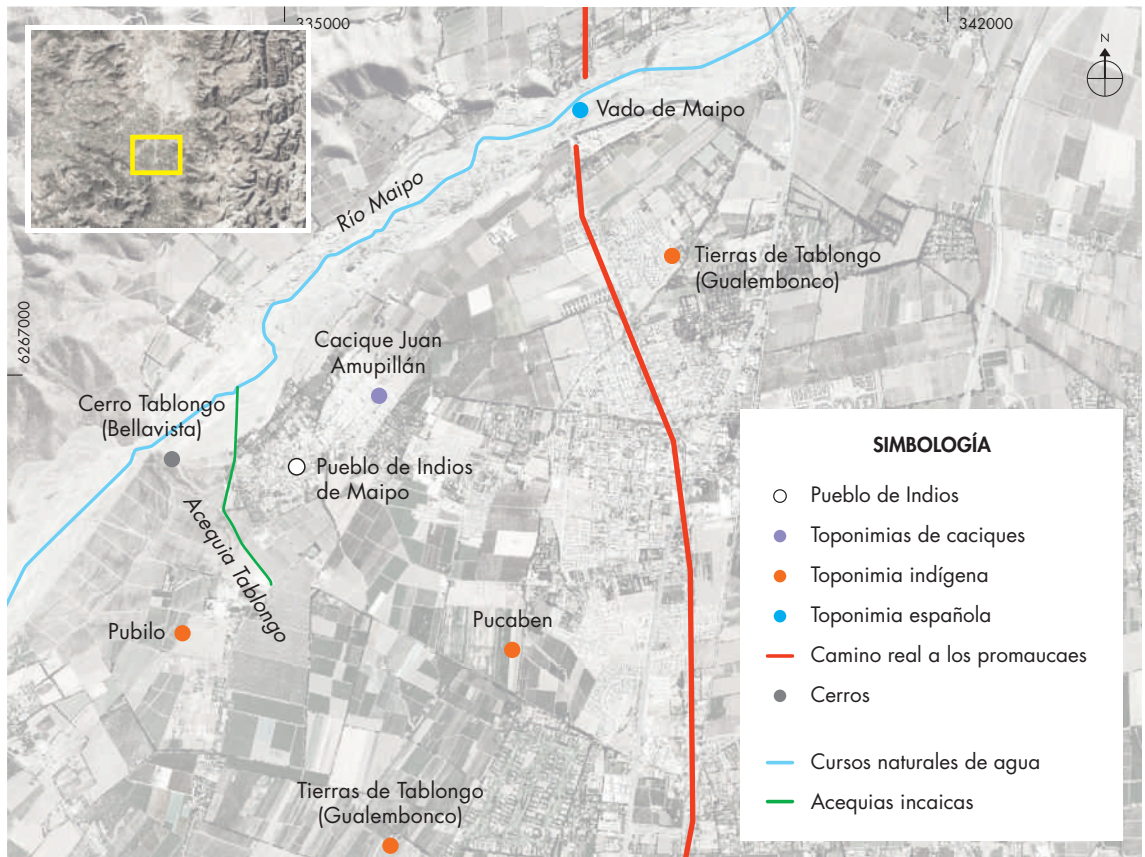 335000
342000
N
Vado de Maipo
Río Maipo
Tierras de Tablongo
(Gualembonco)
6267000
Cacique Juan
Amupillán
Cerro Tablongo
(Bellavista)
Pueblo de Indios
de Maipo
Acequia Tablongo
Pubilo
Pucaben
Tierras de Tablongo
(Gualembonco)
SIMBOLOGÍA
Pueblo de Indios
Toponimias de caciques
Toponimia indígena
Toponimia española
Camino real a los promaucaes
Cerros
Cursos naturales de agua
Acequias incaicas